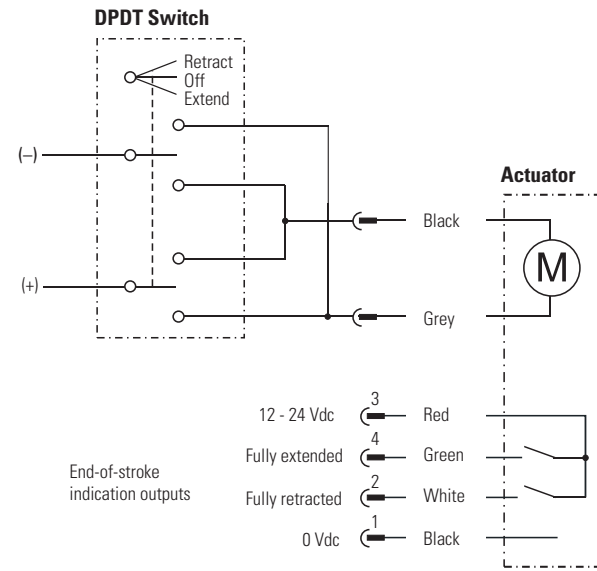 DPDT Switch
Retract
Off
Extend
(–)
(+)
Actuator
Black
M
Grey
12 - 24 Vdc 3 Red
Fully extended 4 Green
End-of-stroke
indication outputs
Fully retracted 2 White
0 Vdc 1 Black